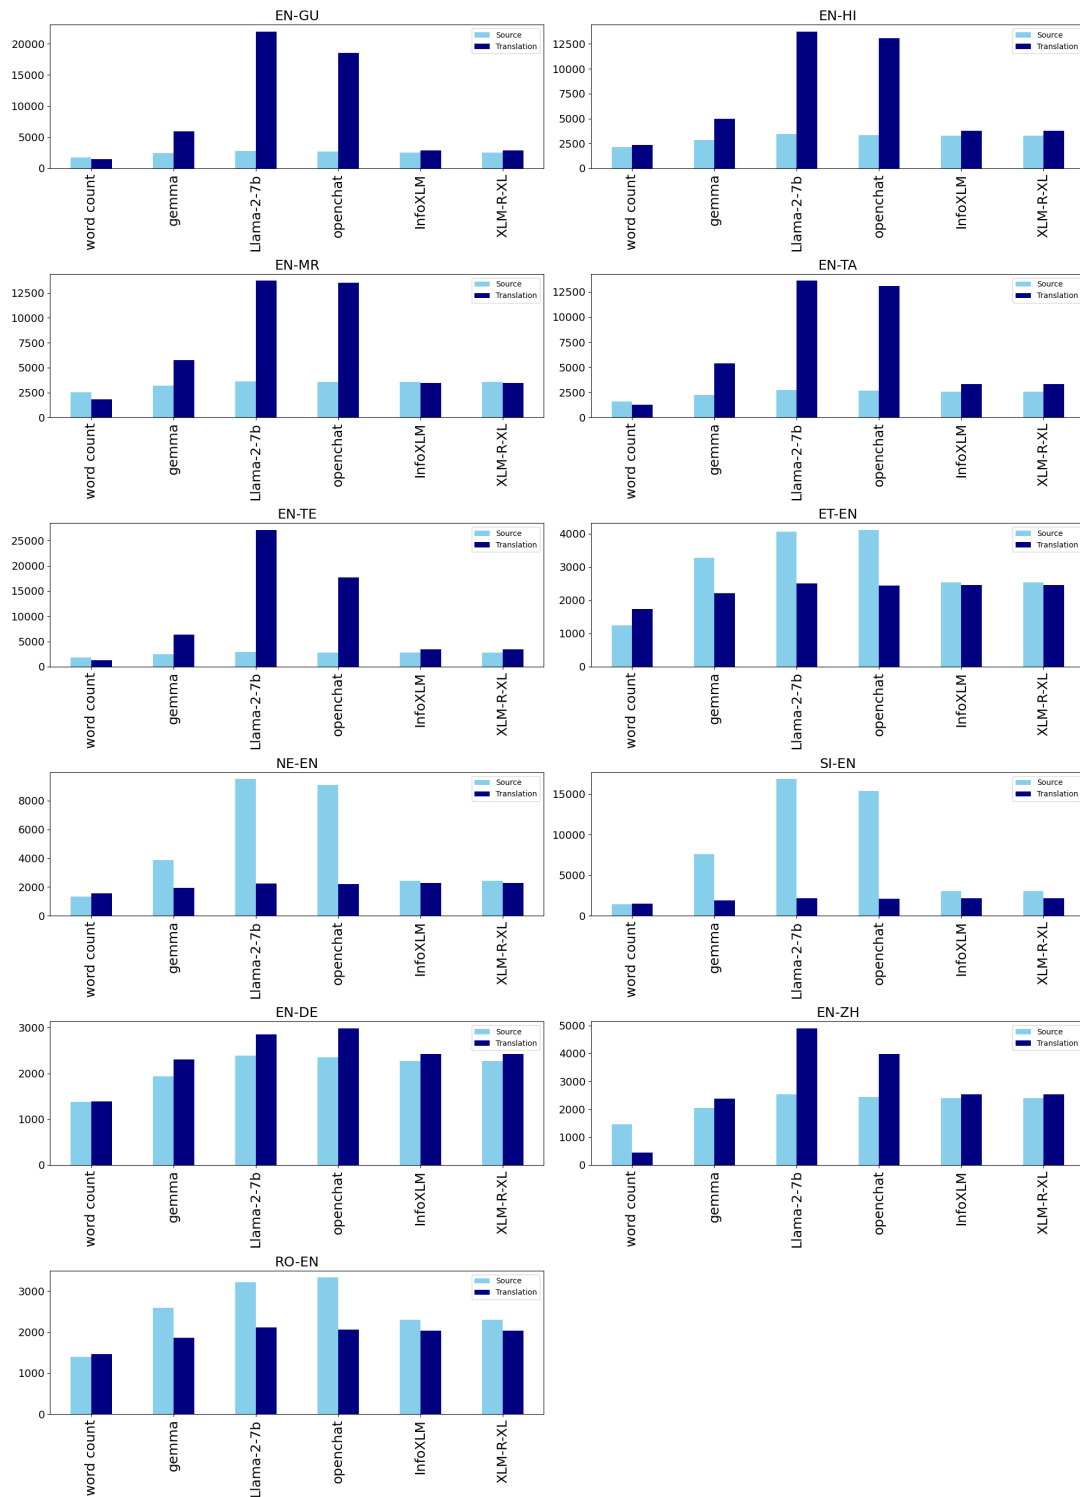 EN-GU
20000
15000
10000
5000
0
Source
Translation
word count
gemma
Llama-2-7b
openchat
InfoXLM
XLM-R-XL
EN-HI
12500
10000
7500
5000
2500
0
Source
Translation
word count
gemma
Llama-2-7b
openchat
InfoXLM
XLM-R-XL
EN-MR
12500
10000
7500
5000
2500
0
Source
Translation
word count
gemma
Llama-2-7b
openchat
InfoXLM
XLM-R-XL
EN-TA
12500
10000
7500
5000
2500
0
Source
Translation
word count
gemma
Llama-2-7b
openchat
InfoXLM
XLM-R-XL
EN-TE
25000
20000
15000
10000
5000
0
Source
Translation
word count
gemma
Llama-2-7b
openchat
InfoXLM
XLM-R-XL
ET-EN
4000
3000
2000
1000
0
Source
Translation
word count
gemma
Llama-2-7b
openchat
InfoXLM
XLM-R-XL
NE-EN
8000
6000
4000
2000
0
Source
Translation
word count
gemma
Llama-2-7b
openchat
InfoXLM
XLM-R-XL
SI-EN
15000
10000
5000
0
Source
Translation
word count
gemma
Llama-2-7b
openchat
InfoXLM
XLM-R-XL
EN-DE
3000
2000
1000
0
Source
Translation
word count
gemma
Llama-2-7b
openchat
InfoXLM
XLM-R-XL
EN-ZH
5000
4000
3000
2000
1000
0
Source
Translation
word count
gemma
Llama-2-7b
openchat
InfoXLM
XLM-R-XL
RO-EN
3000
2000
1000
0
Source
Translation
word count
gemma
Llama-2-7b
openchat
InfoXLM
XLM-R-XL